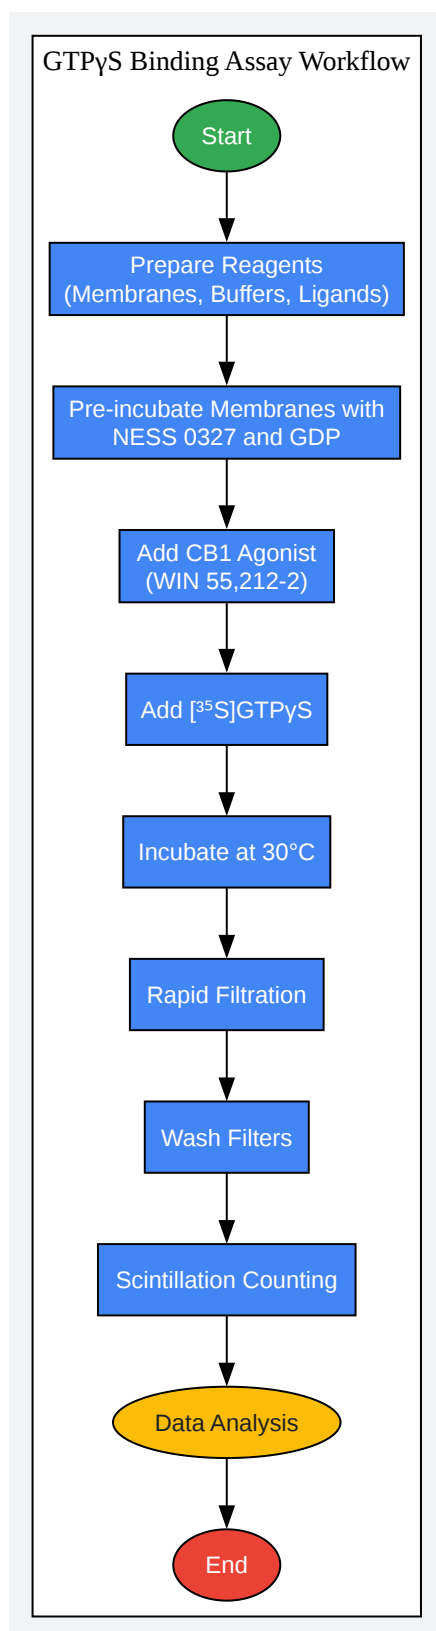 GTPγS Binding Assay Workflow
Start
Prepare Reagents
(Membranes, Buffers, Ligands)
Pre-incubate Membranes with
NESS 0327 and GDP
Add CB1 Agonist
(WIN 55,212-2)
Add [³⁵S]GTPγS
Incubate at 30°C
Rapid Filtration
Wash Filters
Scintillation Counting
Data Analysis
End